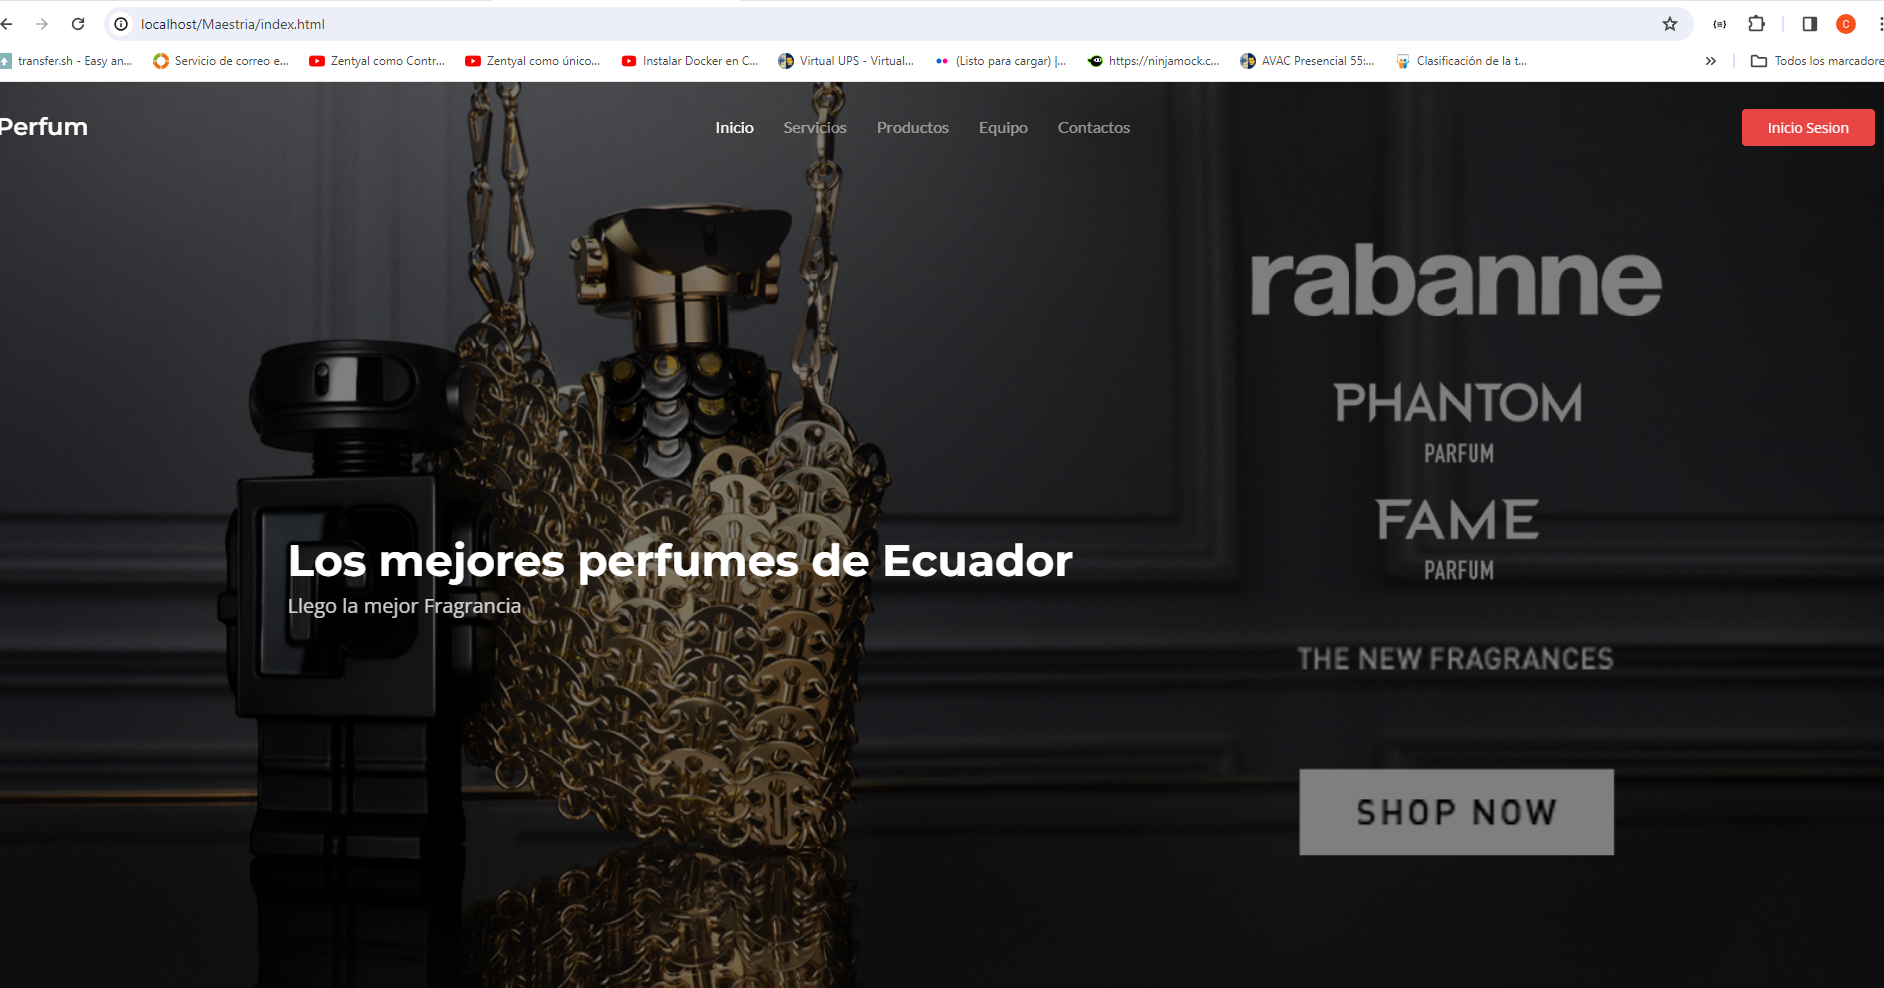 localhost/Maestria/index.html
C
transfer.sh - Easy an...
Servicio de correo e...
Zentyal como Contr...
Zentyal como único...
Instalar Docker en C...
Virtual UPS - Virtual...
(Listo para cargar) |...
https://ninjamock.c...
AVAC Presencial 55:...
Clasificación de la t...
»
Todos los marcadore
Perfum
Inicio
Servicios
Productos
Equipo
Contactos
Inicio Sesion
rabanne
PHANTOM
PARFUM
FAME
PARFUM
Los mejores perfumes de Ecuador
Llego la mejor Fragrancia
THE NEW FRAGRANCES
SHOP NOW